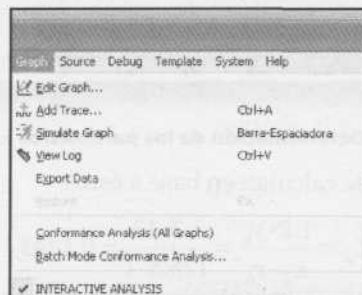 Graph Source Debug Template System Help
Edit Graph...
Add Trace... Ctrl+A
Simulate Graph Barra-Espaciadora
View Log Ctrl+V
Export Data
Conformance Analysis (All Graphs)
Batch Mode Conformance Analysis...
INTERACTIVE ANALYSIS